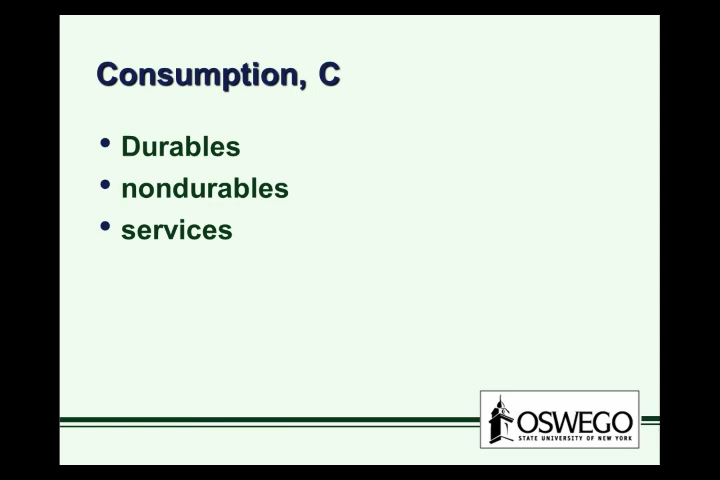 Consumption, C
• Durables
• nondurables
• services
OSWEGO
STATE UNIVERSITY OF NEW YORK